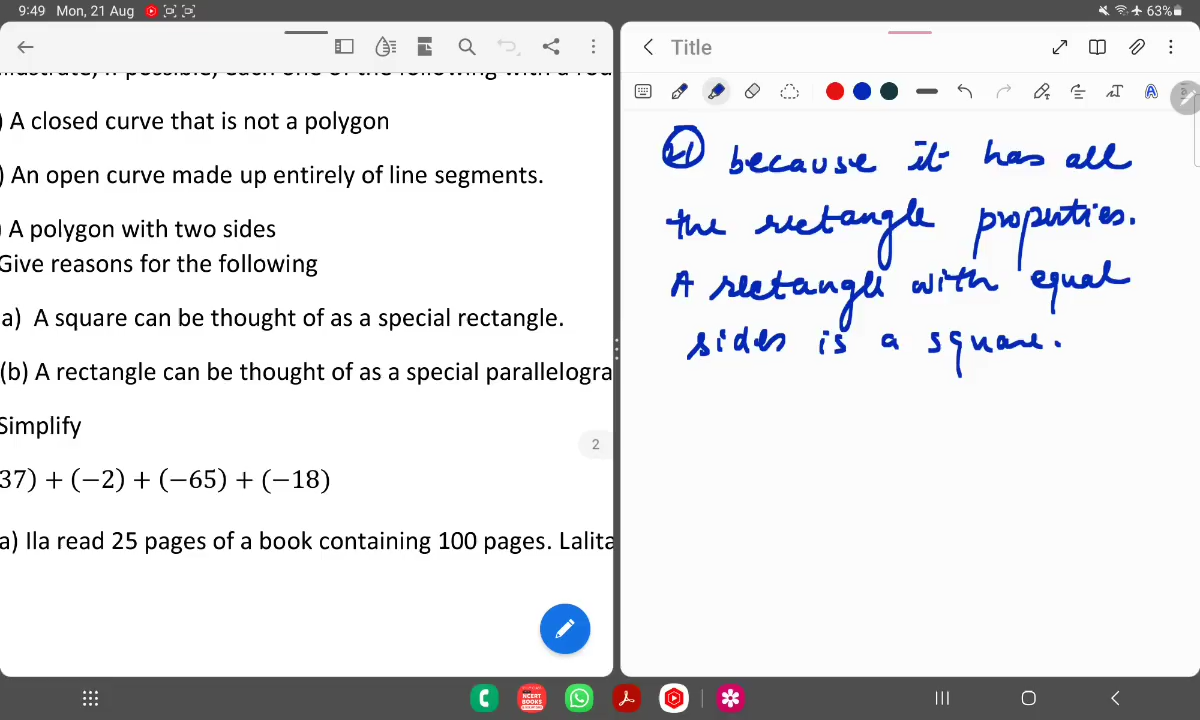 9:49 Mon, 21 Aug
63%
A closed curve that is not a polygon
) An open curve made up entirely of line segments.
A polygon with two sides
Give reasons for the following
a) A square can be thought of as a special rectangle.
(b) A rectangle can be thought of as a special parallelogra
Simplify
2
37) + (−2) + (−65) + (−18)
a) Ila read 25 pages of a book containing 100 pages. Lalita
Title
because it has all
the rectangle properties.
A rectangle with equal
sides is a square.
NCERT
BOOKS